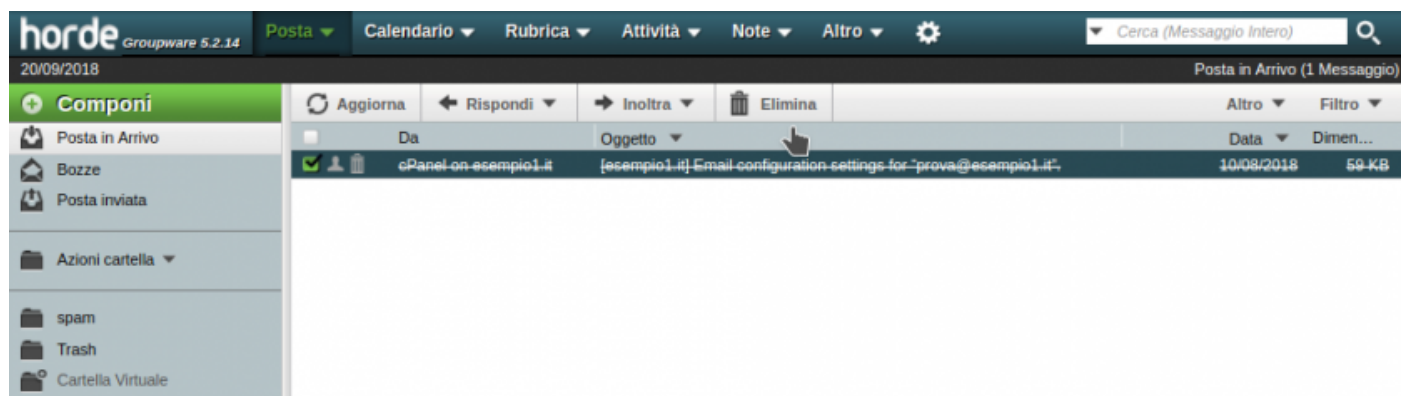 horde Groupware 5.2.14 Posta Calendario Rubrica Attività Note Altro Cerca (Messaggio Intero)
20/09/2018 Posta in Arrivo (1 Messaggio)
Componi Aggiorna Rispondi Inoltra Elimina Altro Filtro
Posta in Arrivo Da Oggetto Data Dimen...
cPanel on esempio1.it [esempio1.it] Email configuration settings for "prova@esempio1.it". 10/08/2018 59 KB
Bozze
Posta inviata
Azioni cartella
spam
Trash
Cartella Virtuale